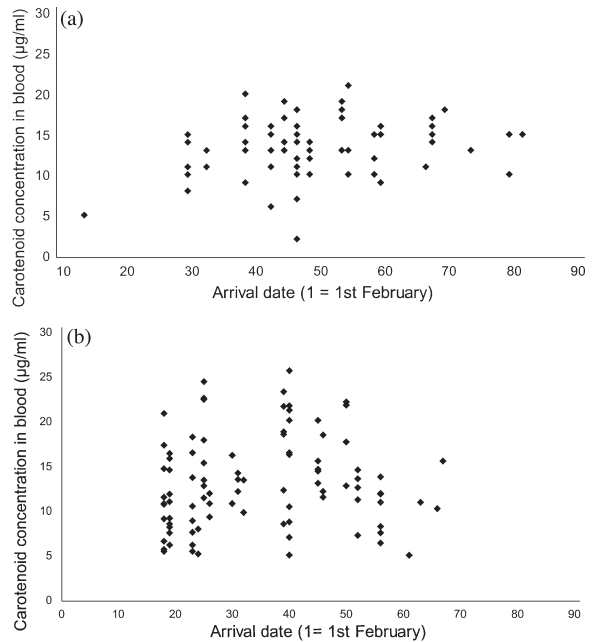 (a)
Carotenoid concentration in blood (µg/ml)
30
25
20
15
10
5
0
10 20 30 40 50 60 70 80 90
Arrival date (1 = 1st February)
(b)
Carotenoid concentration in blood (µg/ml)
30
25
20
15
10
5
0
0 10 20 30 40 50 60 70 80 90
Arrival date (1= 1st February)